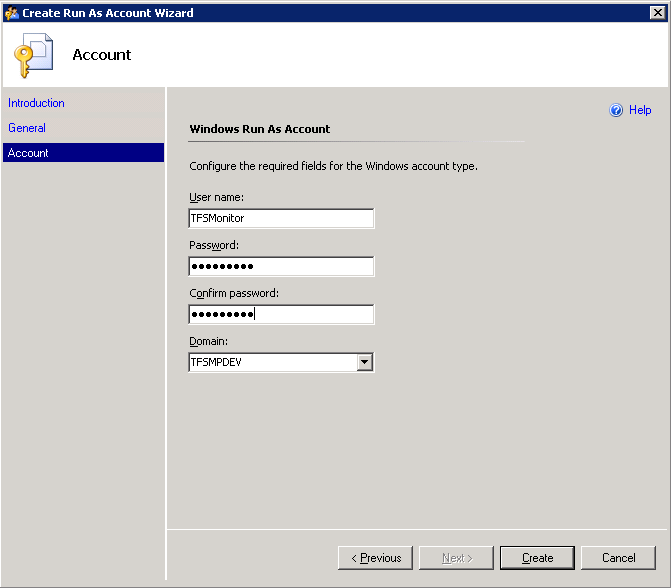 Create Run As Account Wizard
Account
Introduction
General
Account
Help
Windows Run As Account
Configure the required fields for the Windows account type.
User name:
TFSMonitor
Password:
●●●●●●●●●
Confirm password:
●●●●●●●●●
Domain:
TFSMPDEV
< Previous
Next >
Create
Cancel